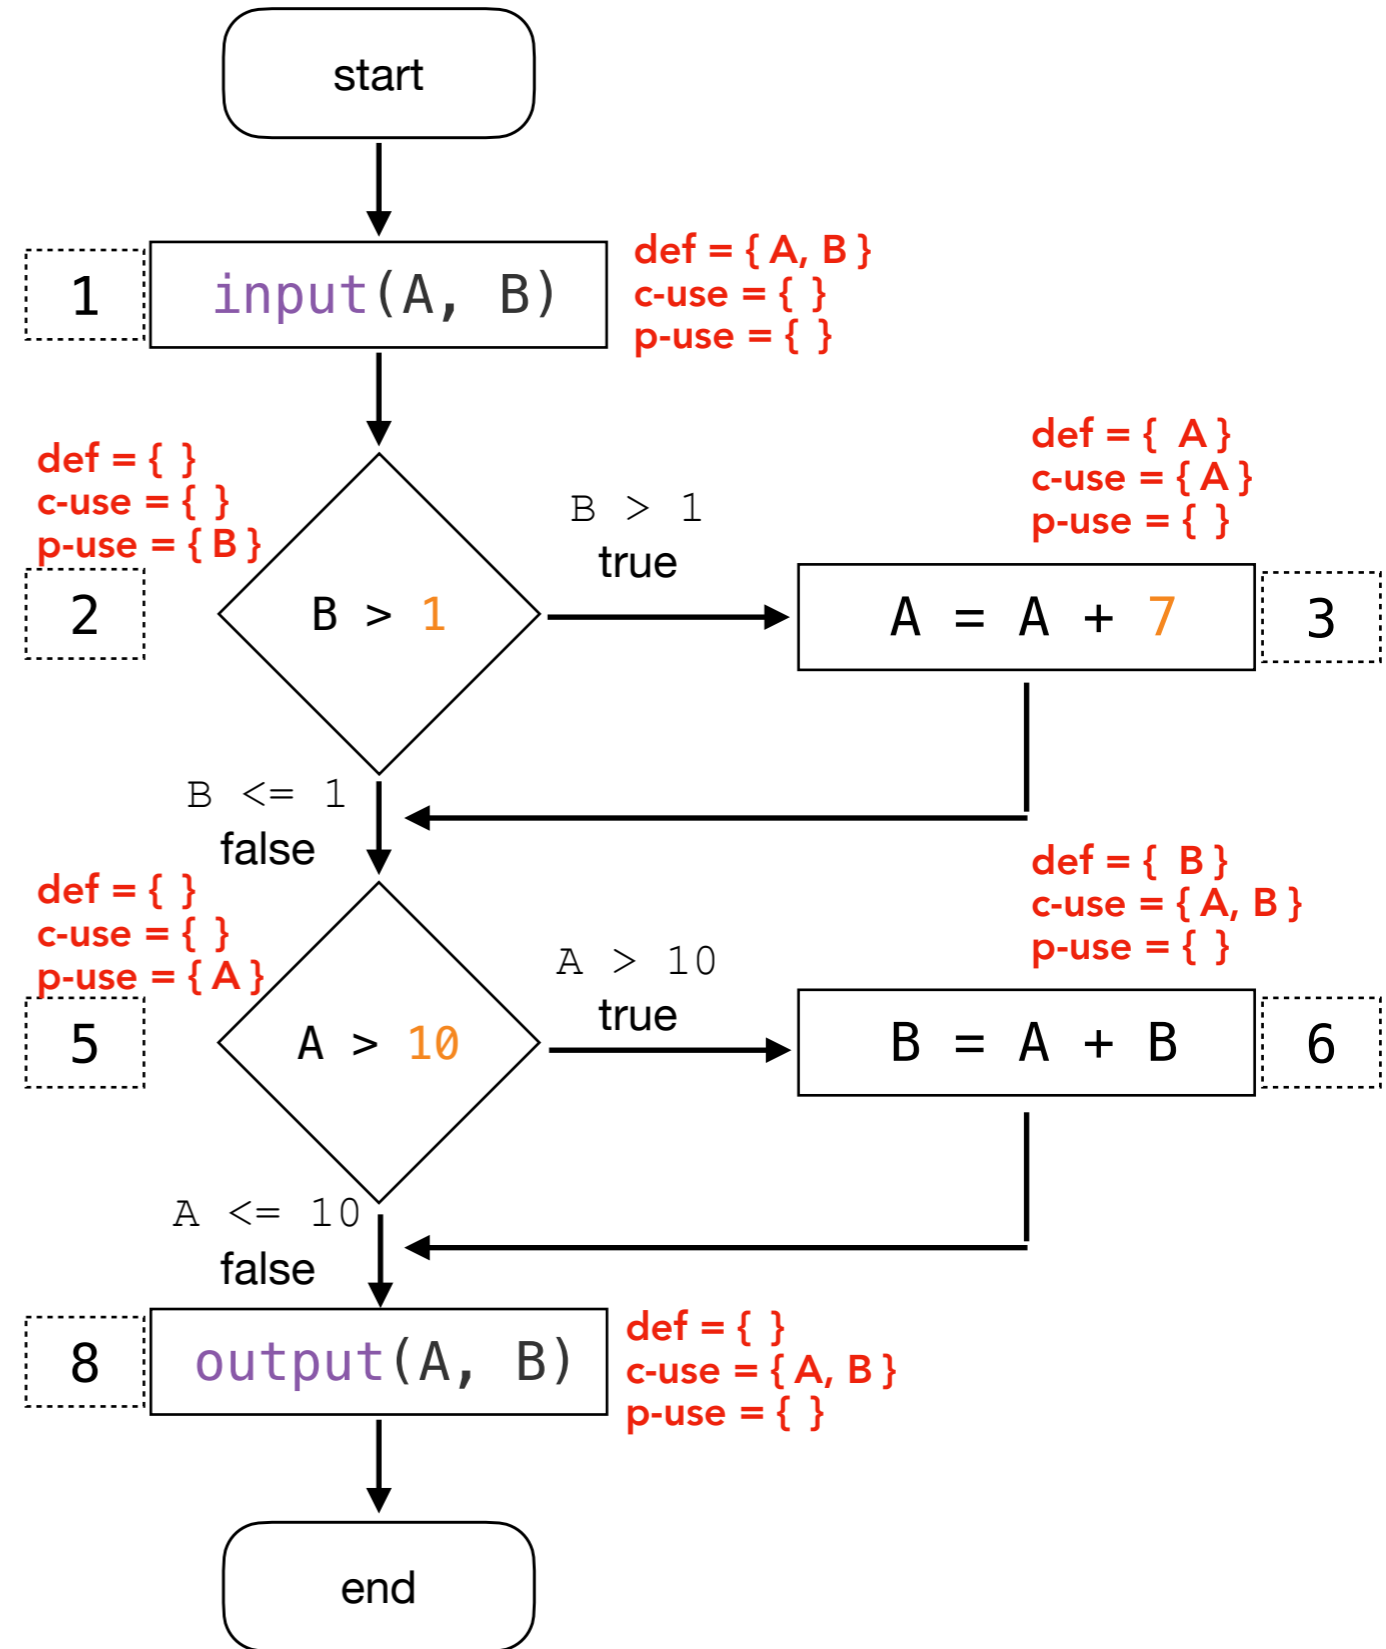 start
1
input(A, B)
def = { A, B }
c-use = { }
p-use = { }
def = { }
c-use = { }
p-use = { B }
2
B > 1
B > 1
true
def = { A }
c-use = { A }
p-use = { }
A = A + 7
3
B <= 1
false
def = { }
c-use = { }
p-use = { A }
5
A > 10
A > 10
true
def = { B }
c-use = { A, B }
p-use = { }
B = A + B
6
A <= 10
false
8
output(A, B)
def = { }
c-use = { A, B }
p-use = { }
end